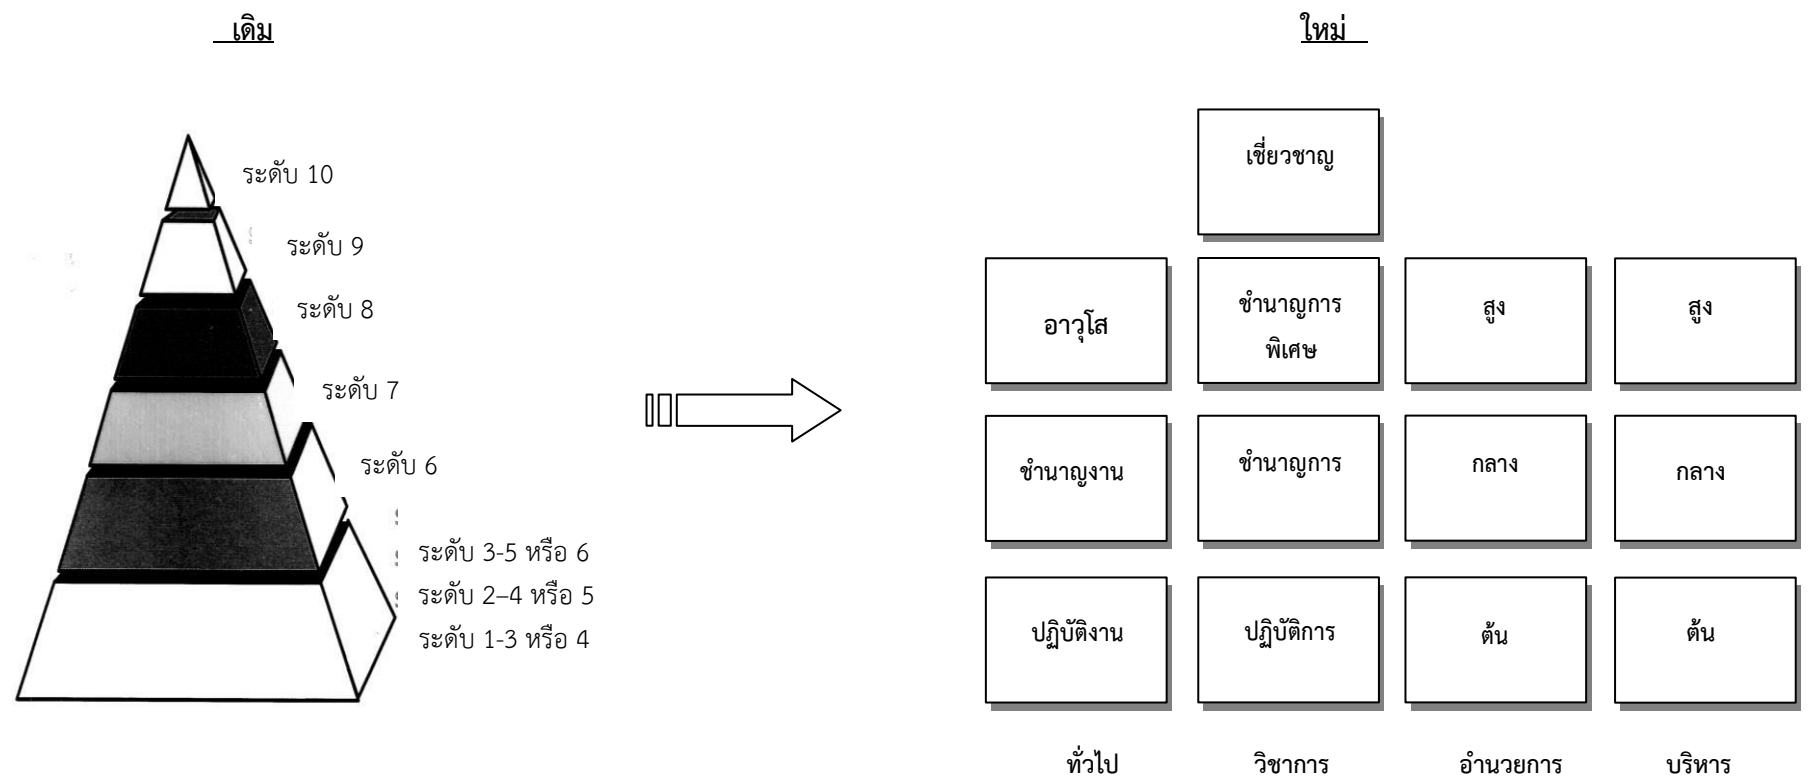 เดิม
ใหม่
ระดับ 10
ระดับ 9
ระดับ 8
ระดับ 7
ระดับ 6
ระดับ 3-5 หรือ 6
ระดับ 2–4 หรือ 5
ระดับ 1-3 หรือ 4
เชี่ยวชาญ
อาวุโส
ชำนาญการ
พิเศษ
สูง
สูง
ชำนาญงาน
ชำนาญการ
กลาง
กลาง
ปฏิบัติงาน
ปฏิบัติการ
ต้น
ต้น
ทั่วไป
วิชาการ
อำนวยการ
บริหาร